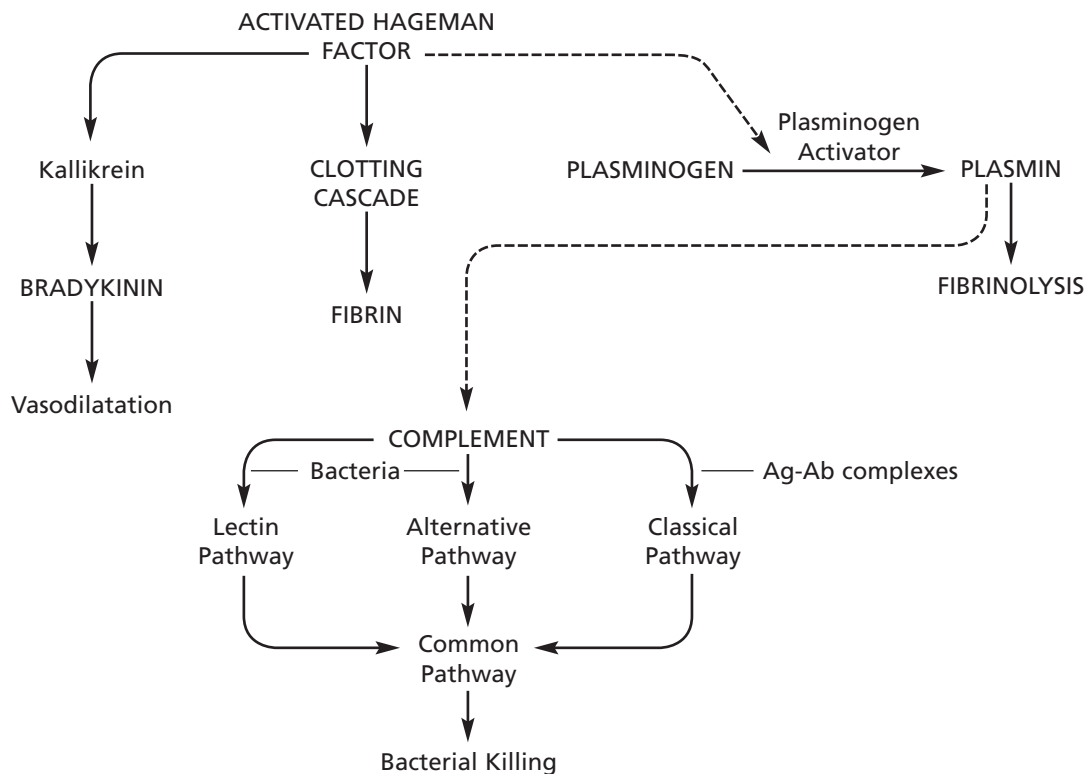 ACTIVATED HAGEMAN
FACTOR
Plasminogen
Activator
Kallikrein
CLOTTING
CASCADE
PLASMINOGEN
PLASMIN
BRADYKININ
FIBRIN
FIBRINOLYSIS
Vasodilatation
COMPLEMENT
Bacteria
Ag-Ab complexes
Lectin
Pathway
Alternative
Pathway
Classical
Pathway
Common
Pathway
Bacterial Killing